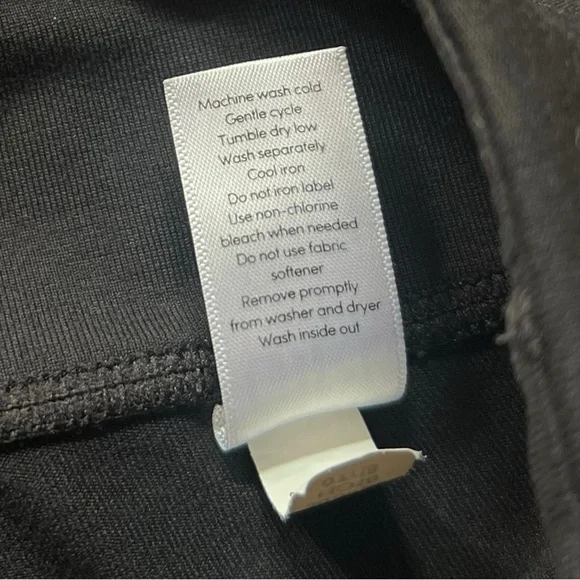 Machine wash cold
Gentle cycle
Tumble dry low
Wash separately
Cool iron
Do not iron label
Use non-chlorine
bleach when needed
Do not use fabric
softener
Remove promptly
from washer and dryer
Wash inside out